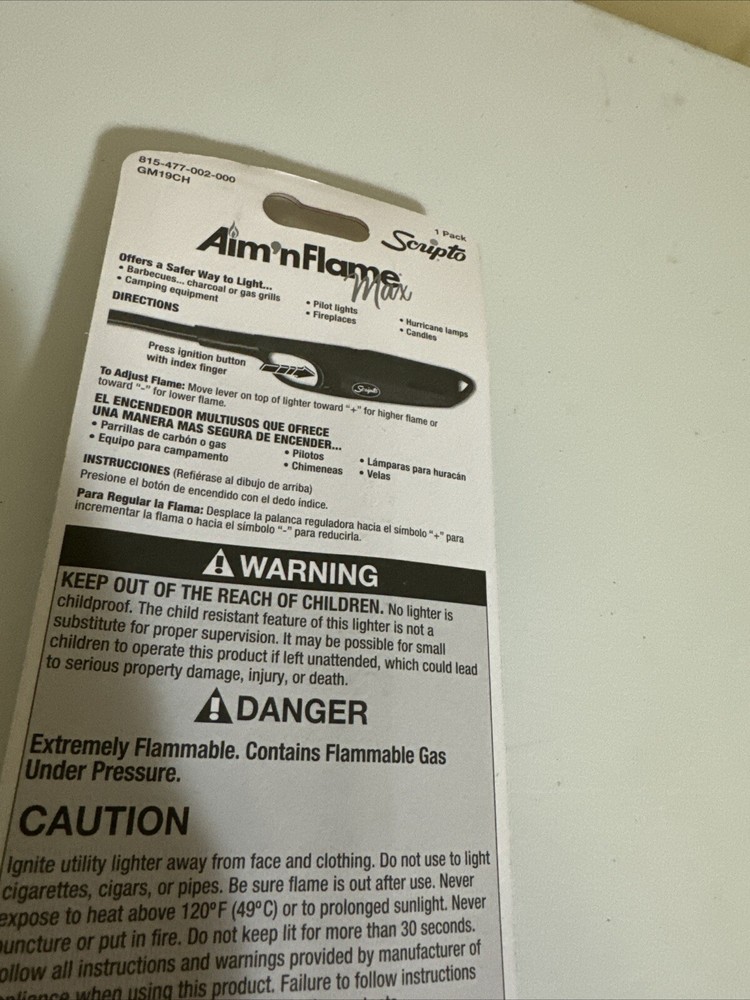 815-477-002-000
GM19CH
1 Pack
Scripto
Aim'nFlame
Max
Offers a Safer Way to Light...
• Barbecues... charcoal or gas grills
• Camping equipment
• Pilot lights
• Fireplaces
• Hurricane lamps
• Candles
DIRECTIONS
Press ignition button
with index finger
Scripto
To Adjust Flame: Move lever on top of lighter toward "+" for higher flame or
toward "-" for lower flame.
EL ENCENDEDOR MULTIUSOS QUE OFRECE
UNA MANERA MAS SEGURA DE ENCENDER...
• Parrillas de carbón o gas
• Equipo para campamento
• Pilotos
• Chimeneas
• Lámparas para huracán
• Velas
INSTRUCCIONES (Refiérase al dibujo de arriba)
Presione el botón de encendido con el dedo índice.
Para Regular la Flama: Desplace la palanca reguladora hacia el símbolo "+" para
incrementar la flama o hacia el símbolo "-" para reducirla.
WARNING
KEEP OUT OF THE REACH OF CHILDREN. No lighter is
childproof. The child resistant feature of this lighter is not a
substitute for proper supervision. It may be possible for small
children to operate this product if left unattended, which could lead
to serious property damage, injury, or death.
DANGER
Extremely Flammable. Contains Flammable Gas
Under Pressure.
CAUTION
Ignite utility lighter away from face and clothing. Do not use to light
cigarettes, cigars, or pipes. Be sure flame is out after use. Never
expose to heat above 120°F (49°C) or to prolonged sunlight. Never
puncture or put in fire. Do not keep lit for more than 30 seconds.
ollow all instructions and warnings provided by manufacturer of
when using this product. Failure to follow instructions